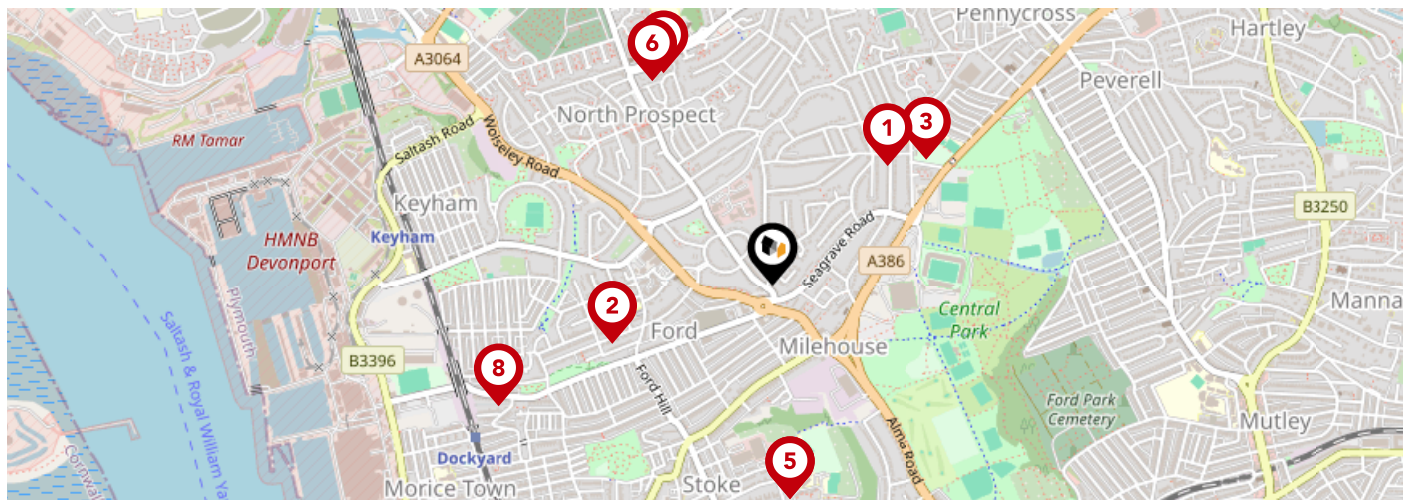 Pennycross
Hartley
A3064
6
Peverell
North Prospect
1
3
RM Tamar
Saltash Road
Wolseley Road
Keyham
B3250
Keyham
HMNB
Devonport
Seagrave Road
A386
Plymouth
2
Central
Park
Manna
Ford
Milehouse
B3396
8
Saltash & Royal William Ya
Ford Hill
Ford Park
Cemetery
Mutley
Alma Road
Dockyard
5
Cornwal
Morice Town
Stoke